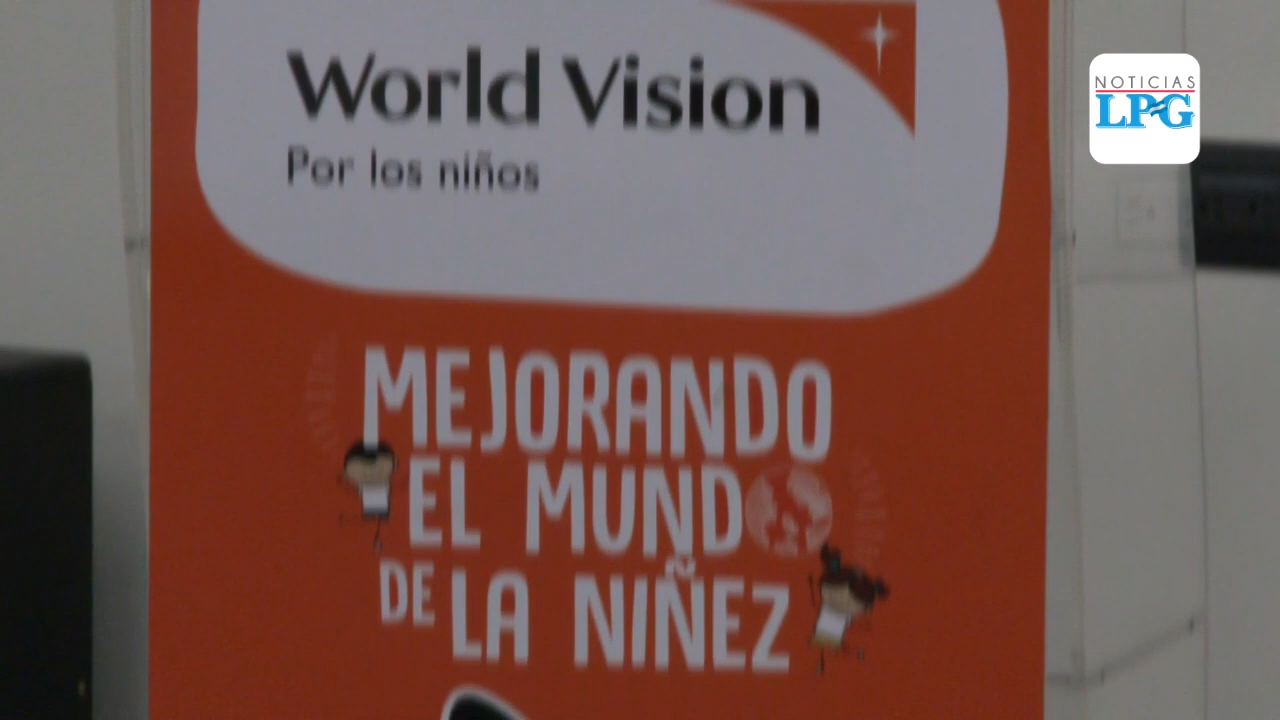 World Vision
Por los niños
NOTICIAS
LPG
MEJORANDO
EL MUNDO
DE LA NIÑEZ